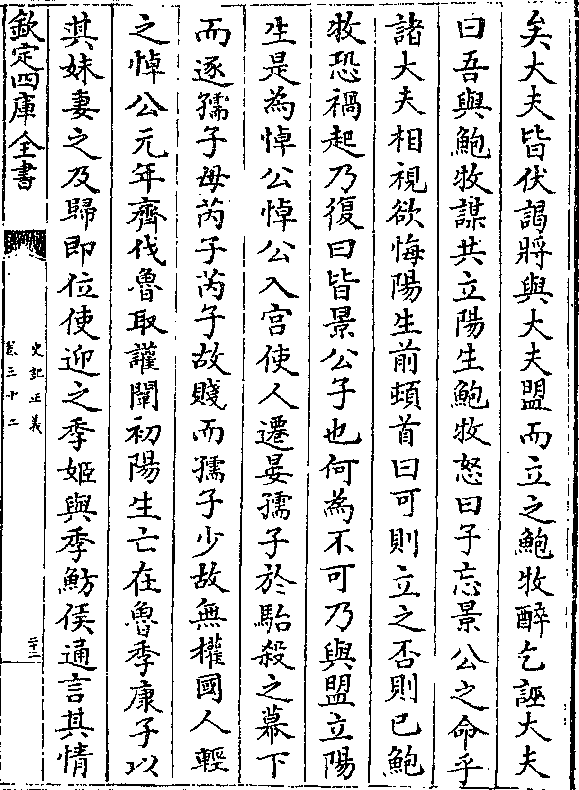 矣大夫皆伏謁將與大夫盟而立之鮑牧醉乞誣大夫
曰吾與鮑牧謀共立陽生鮑牧怒曰子忘景公之命乎
諸大夫相視欲悔陽生前頓首曰可則立之否則已鮑
牧恐禍起乃復曰皆景公子也何為不可乃與盟立陽
生是為悼公悼公入宫使人遷晏孺子於駘殺之幕下
而逐孺子母芮子芮子故賤而孺子少故無權國人輕
之悼公元年齊伐魯取讙闡初陽生亡在魯季康子以
其妹妻之及歸即位使迎之季姬與季魴侯通言其情
欽定四庫全書
史記正義
卷三十二
二十二